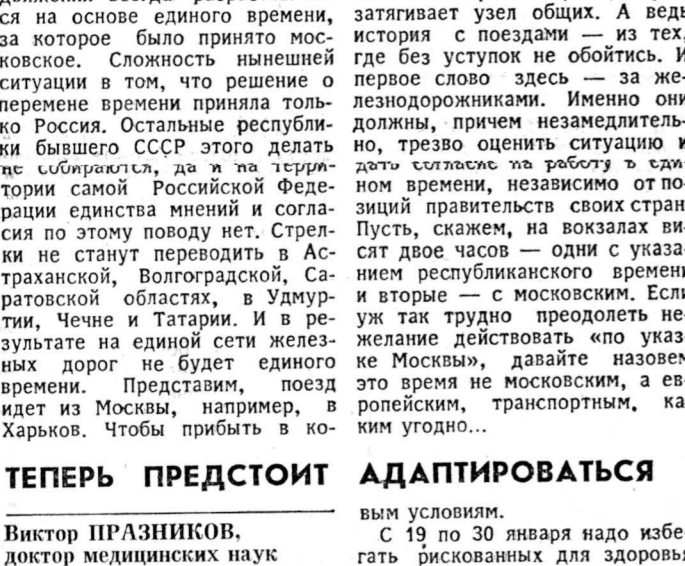 ся на основе единого времени,
за которое было принято мос-
ковское. Сложность нынешней
ситуации в том, что решение о
перемене времени приняла толь-
ко Россия. Остальные республи-
ки бывшего СССР этого делать
не собираются, да и на терри-
тории самой Российской Феде-
рации единства мнений и согла-
сия по этому поводу нет. Стрел-
ки не станут переводить в Ас-
траханской, Волгоградской, Са-
ратовской областях, в Удмур-
тии, Чечне и Татарии. И в ре-
зультате на единой сети желез-
ных дорог не будет единого
времени. Представим, поезд
идет из Москвы, например, в
Харьков. Чтобы прибыть в ко-
затягивает узел общих. А ведь
история с поездами — из тех,
где без уступок не обойтись. И
первое слово здесь — за же-
лезнодорожниками. Именно они
должны, причем незамедлитель-
но, трезво оценить ситуацию и
дать согласие на работу в еди-
ном времени, независимо от по-
зиций правительств своих стран.
Пусть, скажем, на вокзалах ви-
сят двое часов — одни с указа-
нием республиканского времени
и вторые — с московским. Если
уж так трудно преодолеть не-
желание действовать «по указ-
ке Москвы», давайте назовем
это время не московским, а ев-
ропейским, транспортным, ка-
ким угодно...
ТЕПЕРЬ ПРЕДСТОИТ АДАПТИРОВАТЬСЯ
Виктор ПРАЗНИКОВ,
доктор медицинских наук
вым условиям.
С 19 по 30 января надо избе-
гать рискованных для здоровья